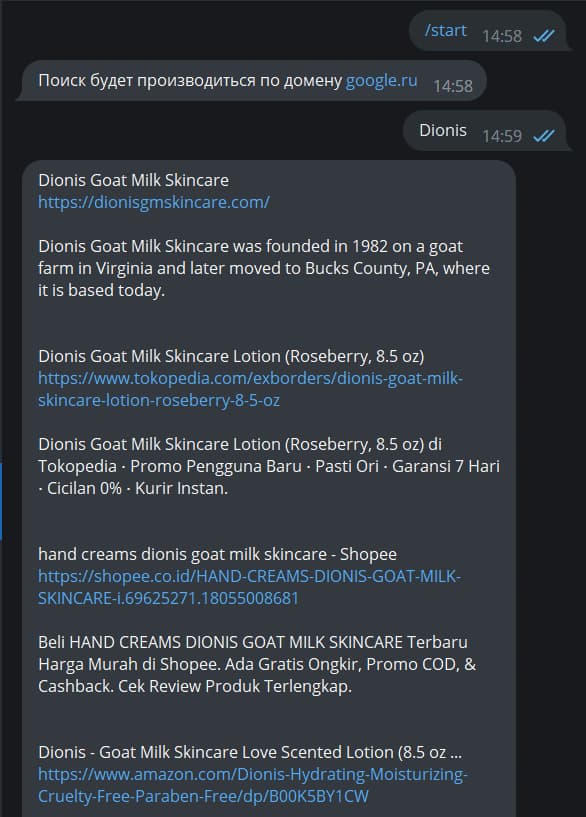 /start 14:58
Поиск будет производиться по домену google.ru 14:58
Dionis 14:59
Dionis Goat Milk Skincare
https://dionisgmskincare.com/
Dionis Goat Milk Skincare was founded in 1982 on a goat
farm in Virginia and later moved to Bucks County, PA, where
it is based today.
Dionis Goat Milk Skincare Lotion (Roseberry, 8.5 oz)
https://www.tokopedia.com/exborders/dionis-goat-milk-
skincare-lotion-roseberry-8-5-oz
Dionis Goat Milk Skincare Lotion (Roseberry, 8.5 oz) di
Tokopedia · Promo Pengguna Baru · Pasti Ori · Garansi 7 Hari
· Cicilan 0% · Kurir Instan.
hand creams dionis goat milk skincare - Shopee
https://shopee.co.id/HAND-CREAMS-DIONIS-GOAT-MILK-
SKINCARE-i.69625271.18055008681
Beli HAND CREAMS DIONIS GOAT MILK SKINCARE Terbaru
Harga Murah di Shopee. Ada Gratis Ongkir, Promo COD, &
Cashback. Cek Review Produk Terlengkap.
Dionis - Goat Milk Skincare Love Scented Lotion (8.5 oz ...
https://www.amazon.com/Dionis-Hydrating-Moisturizing-
Cruelty-Free-Paraben-Free/dp/B00K5BY1CW